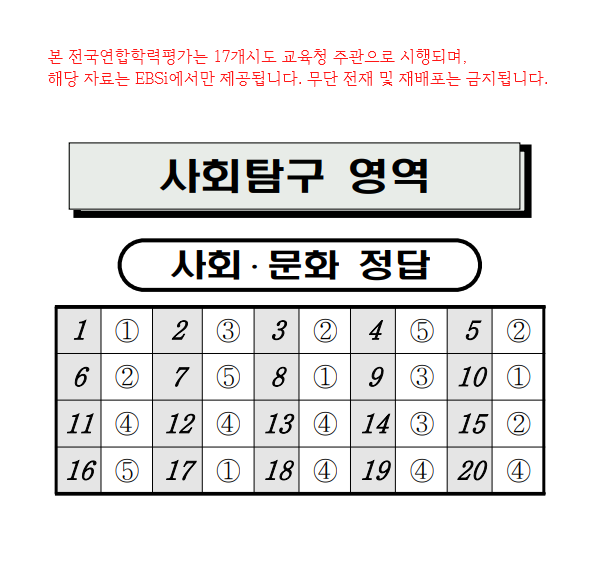 본 전국연합학력평가는 17개시도 교육청 주관으로 시행되며,
해당 자료는 EBSi에서만 제공됩니다. 무단 전재 및 재배포는 금지됩니다.
사회탐구 영역
사회·문화 정답
1 ① 2 ③ 3 ② 4 ⑤ 5 ②
6 ② 7 ⑤ 8 ① 9 ③ 10 ①
11 ④ 12 ④ 13 ④ 14 ③ 15 ②
16 ⑤ 17 ① 18 ④ 19 ④ 20 ④